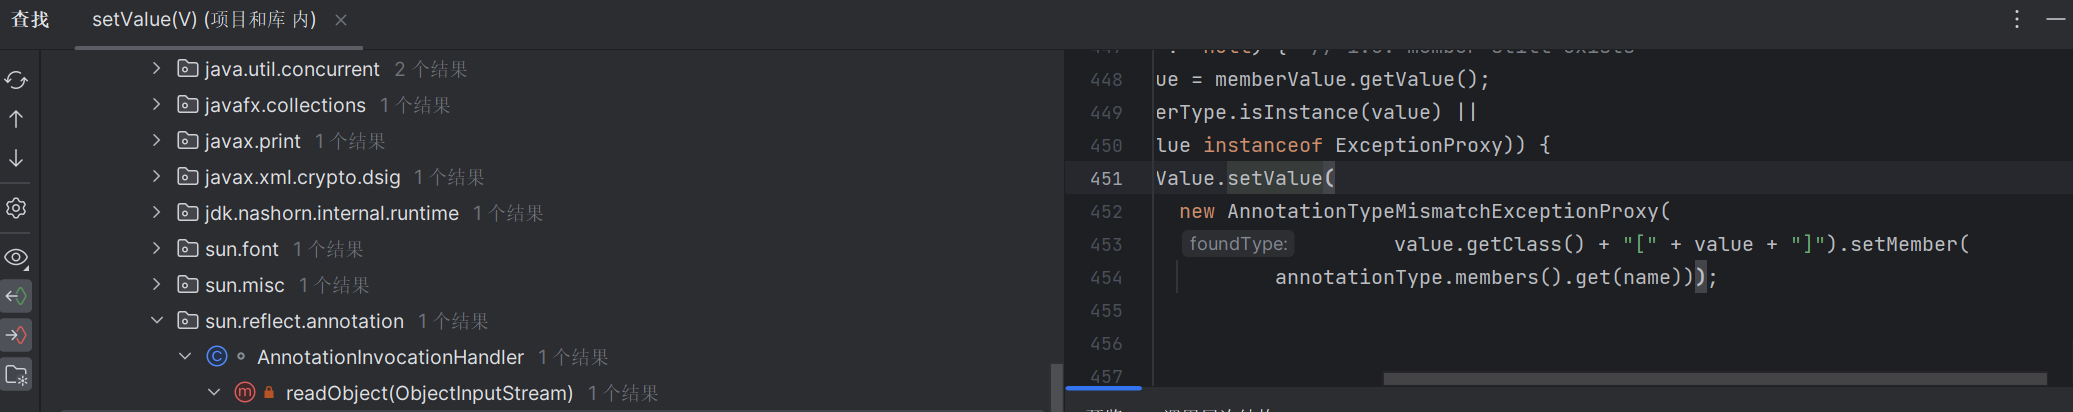 查找 setValue(V) (项目和库 内)
java.util.concurrent 2 个结果
javafx.collections 1 个结果
javax.print 1 个结果
javax.xml.crypto.dsig 1 个结果
jdk.nashorn.internal.runtime 1 个结果
sun.font 1 个结果
sun.misc 1 个结果
sun.reflect.annotation 1 个结果
AnnotationInvocationHandler 1 个结果
readObject(ObjectInputStream) 1 个结果
448 ue = memberValue.getValue();
449 erType.isInstance(value) ||
450 lue instanceof ExceptionProxy)) {
451 Value.setValue(
452 new AnnotationTypeMismatchExceptionProxy(
453 foundType: value.getClass() + "[" + value + "]").setMember(
454 annotationType.members().get(name)));
455
456
457